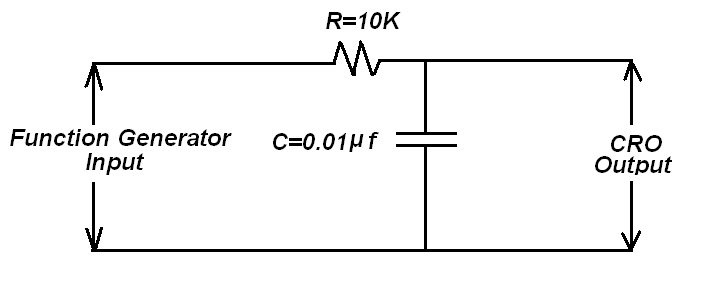 R=10K
Function Generator
Input
C=0.01µf
CRO
Output